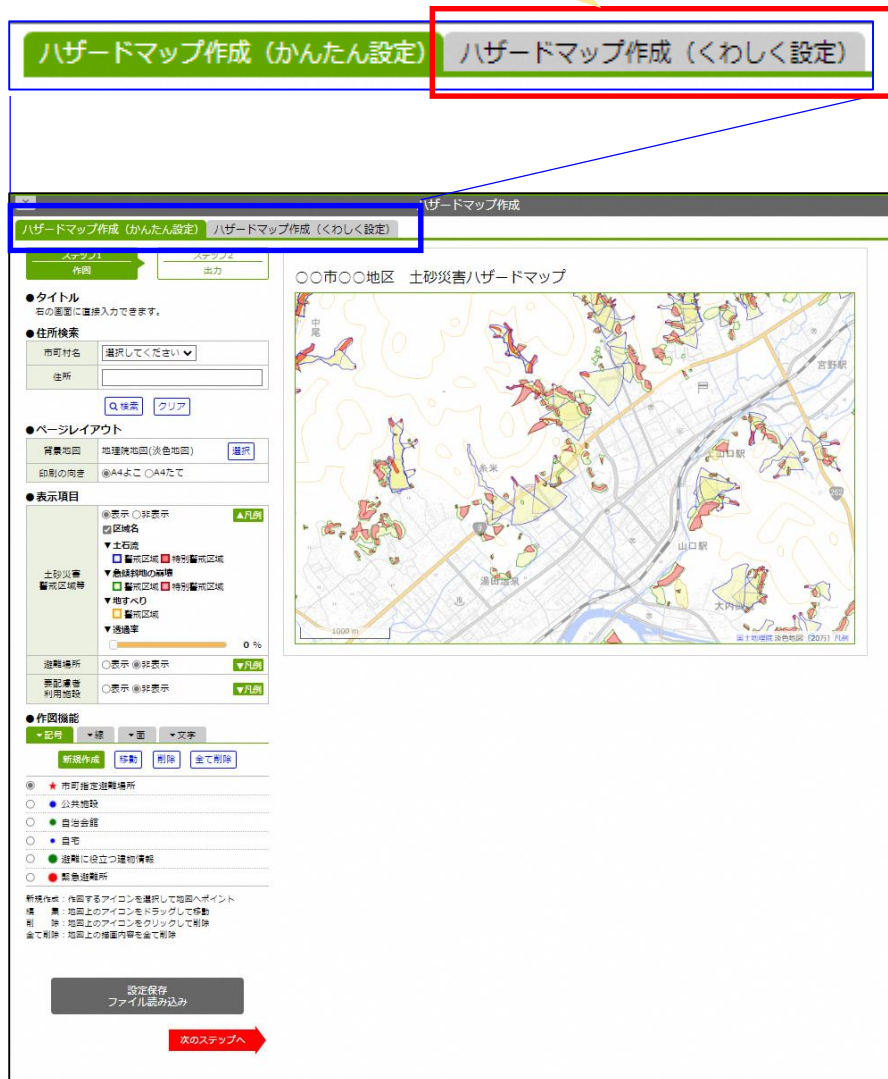 ハザードマップ作成（かんたん設定） ハザードマップ作成（くわしく設定）
ハザードマップ作成
ハザードマップ作成（かんたん設定） ハザードマップ作成（くわしく設定）
ステップ1 ステップ2
作図 出力
●タイトル
右の画面に直接入力できます。
●住所検索
市町村名 選択してください
住所
検索 クリア
●ページレイアウト
背景地図 地理院地図(淡色地図) 選択
印刷の向き ◉A4よこ ○A4たて
●表示項目
土砂災害
警戒区域等
◉表示 ○非表示 ▲凡例
区域名
▼土石流
警戒区域 特別警戒区域
▼急傾斜地の崩壊
警戒区域 特別警戒区域
▼地すべり
警戒区域
▼透過率
0 %
避難場所 ○表示 ◉非表示 ▼凡例
要配慮者
利用施設
○表示 ◉非表示 ▼凡例
●作図機能
▾記号 ▾線 ▾面 ▾文字
新規作成 移動 削除 全て削除
市町指定避難場所
公共施設
自治会館
自宅
避難に役立つ建物情報
緊急避難所
新規作成：作図するアイコンを選択して地図へポイント
編　　集：地図上のアイコンをドラッグして移動
削　　除：地図上のアイコンをクリックして削除
全て削除：地図上の描画内容を全て削除
設定保存
ファイル読み込み
次のステップへ
○○市○○地区　土砂災害ハザードマップ
中尾
宮野駅
山口駅
糸米
262
9
山口駅
湯田温泉
大内
1000 m
国土地理院 淡色地図（20万） 凡例